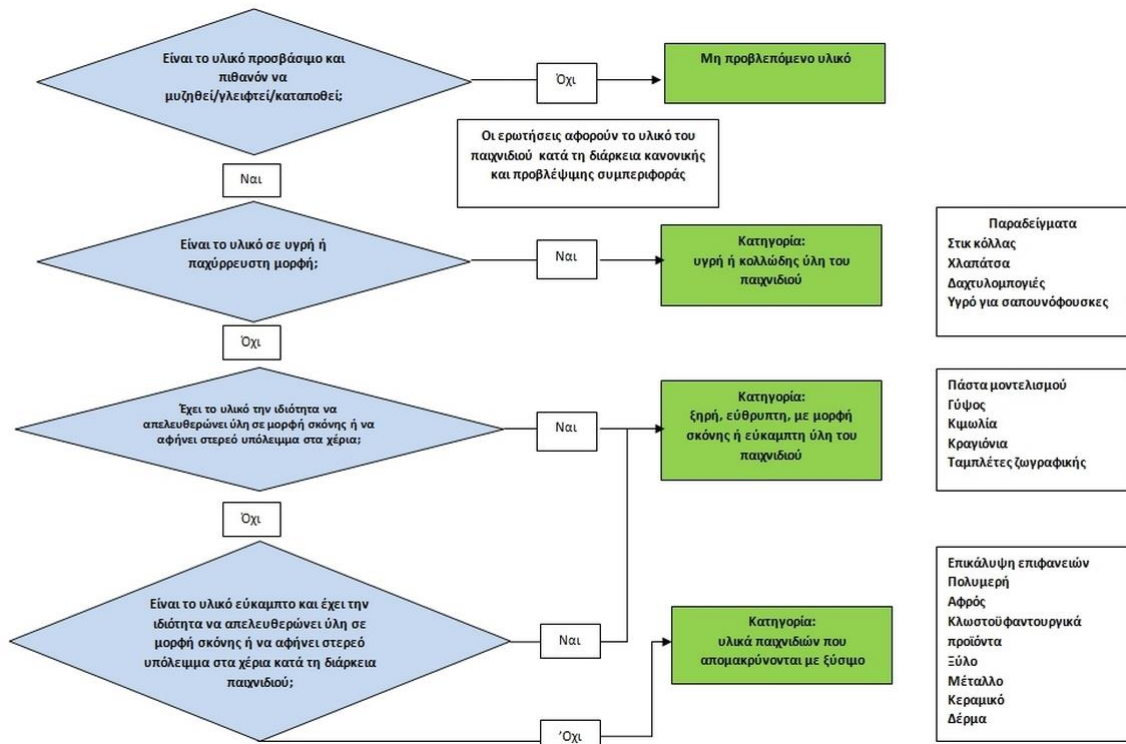 Είναι το υλικό προσβάσιμο και
πιθανόν να
μυζηθεί/γλειφτεί/καταποθεί;
Όχι
Μη προβλεπόμενο υλικό
Οι ερωτήσεις αφορούν το υλικό του
παιχνιδιού κατά τη διάρκεια κανονικής
και προβλέψιμης συμπεριφοράς
Ναι
Είναι το υλικό σε υγρή ή
παχύρρευστη μορφή;
Ναι
Κατηγορία:
υγρή ή κολλώδης ύλη του
παιχνιδιού
Παραδείγματα
Στικ κόλλας
Χλαπάτσα
Δαχτυλομπογιές
Υγρό για σαπουνόφουσκες
Όχι
Έχει το υλικό την ιδιότητα να
απελευθερώνει ύλη σε μορφή σκόνης ή να
αφήνει στερεό υπόλειμμα στα χέρια;
Ναι
Κατηγορία:
ξηρή, εύθρυπτη, με μορφή
σκόνης ή εύκαμπτη ύλη του
παιχνιδιού
Πάστα μοντελισμού
Γύψος
Κιμωλία
Κραγιόνια
Ταμπλέτες ζωγραφικής
Όχι
Είναι το υλικό εύκαμπτο και έχει την
ιδιότητα να απελευθερώνει ύλη σε
μορφή σκόνης ή να αφήνει στερεό
υπόλειμμα στα χέρια κατά τη διάρκεια
παιχνιδιού;
Ναι
Κατηγορία:
υλικά παιχνιδιών που
απομακρύνονται με ξύσιμο
Επικάλυψη επιφανειών
Πολυμερή
Αφρός
Κλωστοϋφαντουργικά
προϊόντα
Ξύλο
Μέταλλο
Κεραμικό
Δέρμα
'Όχι